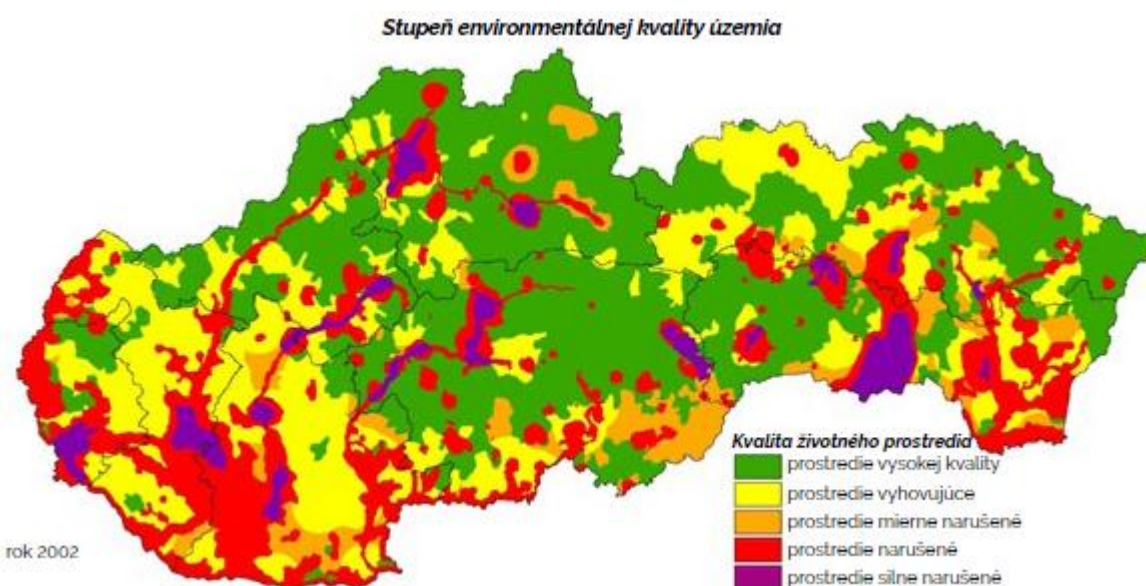 Stupeň environmentálnej kvality územia
Kvalita životného prostredia
prostredie vysokej kvality
prostredie vyhovujúce
prostredie mierne narušené
prostredie narušené
prostredie silne narušené
rok 2002